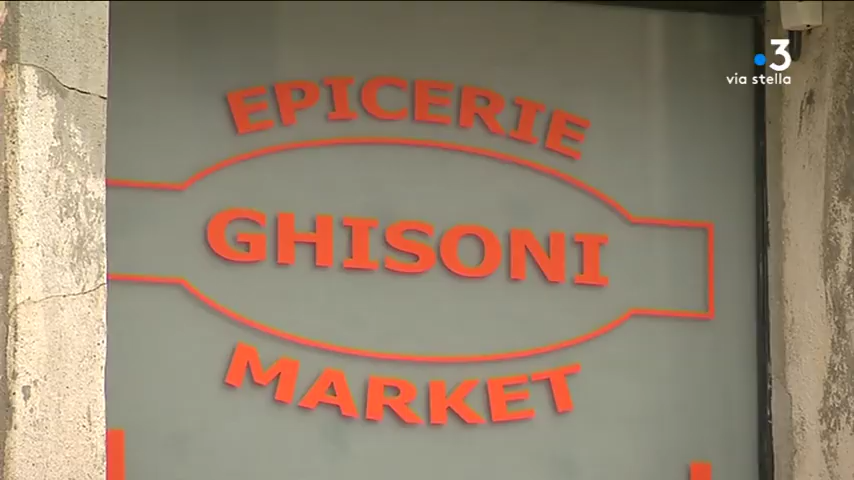 3
via stella
EPICERIE
GHISONI
MARKET